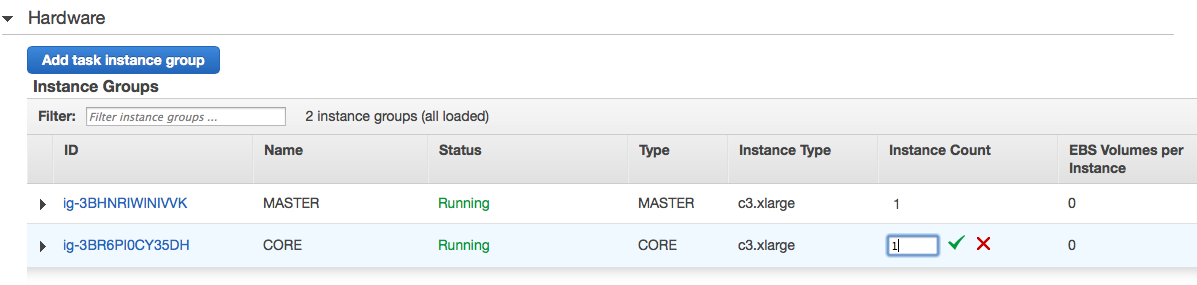 Hardware
Add task instance group
Instance Groups
Filter: Filter instance groups ... 2 instance groups (all loaded)
ID Name Status Type Instance Type Instance Count EBS Volumes per Instance
ig-3BHNRIWINIVVK MASTER Running MASTER c3.xlarge 1 0
ig-3BR6PI0CY35DH CORE Running CORE c3.xlarge 1 0